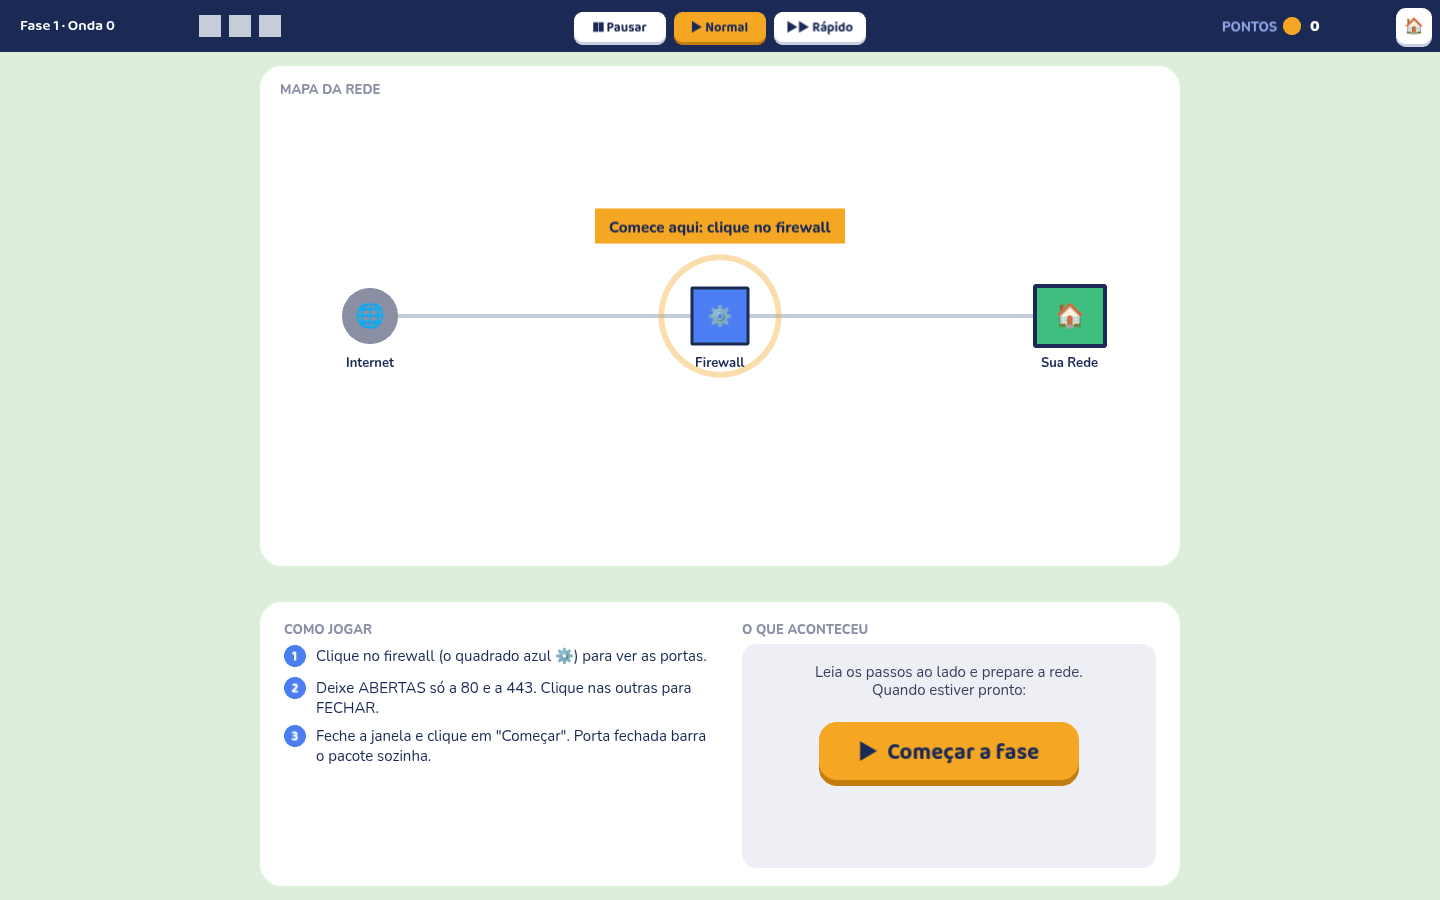 Fase 1 · Onda 0
Pausar
Normal
Rápido
PONTOS 0
MAPA DA REDE
Comece aqui: clique no firewall
Internet
Firewall
Sua Rede
COMO JOGAR
1 Clique no firewall (o quadrado azul ⚙️) para ver as portas.
2 Deixe ABERTAS só a 80 e a 443. Clique nas outras para
FECHAR.
3 Feche a janela e clique em "Começar". Porta fechada barra
o pacote sozinha.
O QUE ACONTECEU
Leia os passos ao lado e prepare a rede.
Quando estiver pronto:
Começar a fase